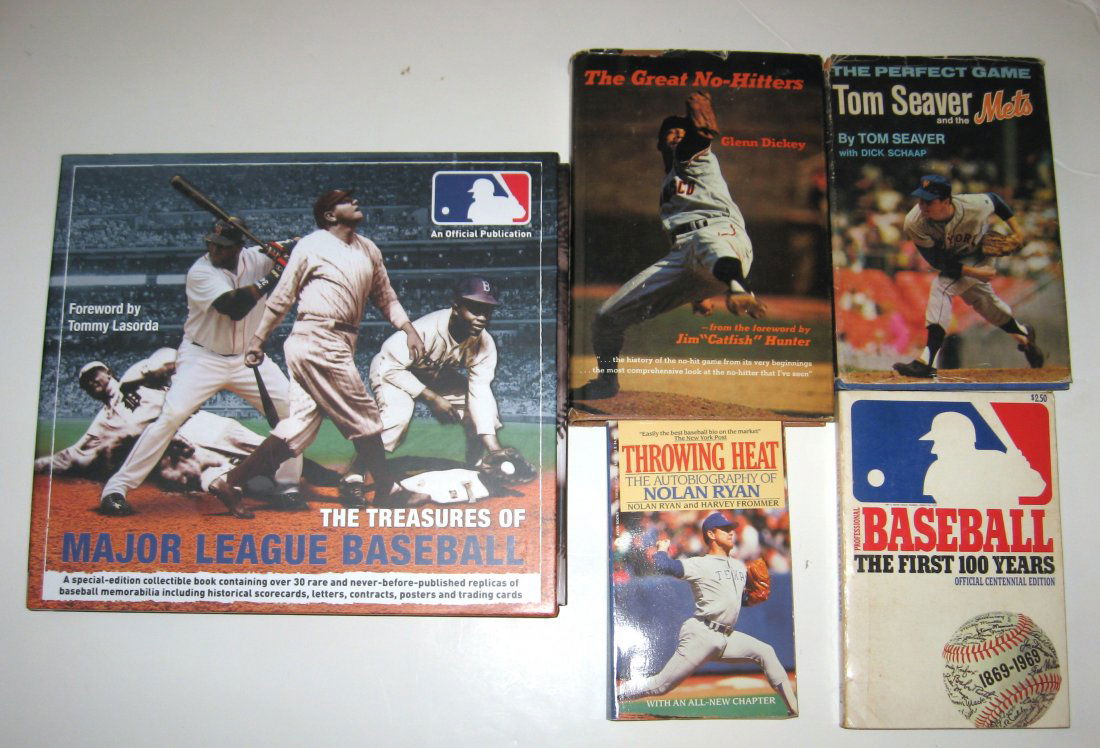 An Official Publication
Foreword by
Tommy Lasorda
THE TREASURES OF
MAJOR LEAGUE BASEBALL
A special-edition collectible book containing over 30 rare and never-before-published replicas of
baseball memorabilia including historical scorecards, letters, contracts, posters and trading cards
The Great No-Hitters
Glenn Dickey
—from the foreword by
Jim "Catfish" Hunter
"...the history of the no-hit game from its very beginnings
...the most comprehensive look at the no-hitter that I've seen"
THE PERFECT GAME
Tom Seaver
and the Mets
By TOM SEAVER
with DICK SCHAAP
YORK
"Easily the best baseball bio on the market"
The New York Post
THROWING HEAT
THE AUTOBIOGRAPHY OF
NOLAN RYAN
NOLAN RYAN and HARVEY FROMMER
WITH AN ALL-NEW CHAPTER
$2.50
PROFESSIONAL
BASEBALL
THE FIRST 100 YEARS
OFFICIAL CENTENNIAL EDITION
1869-1969